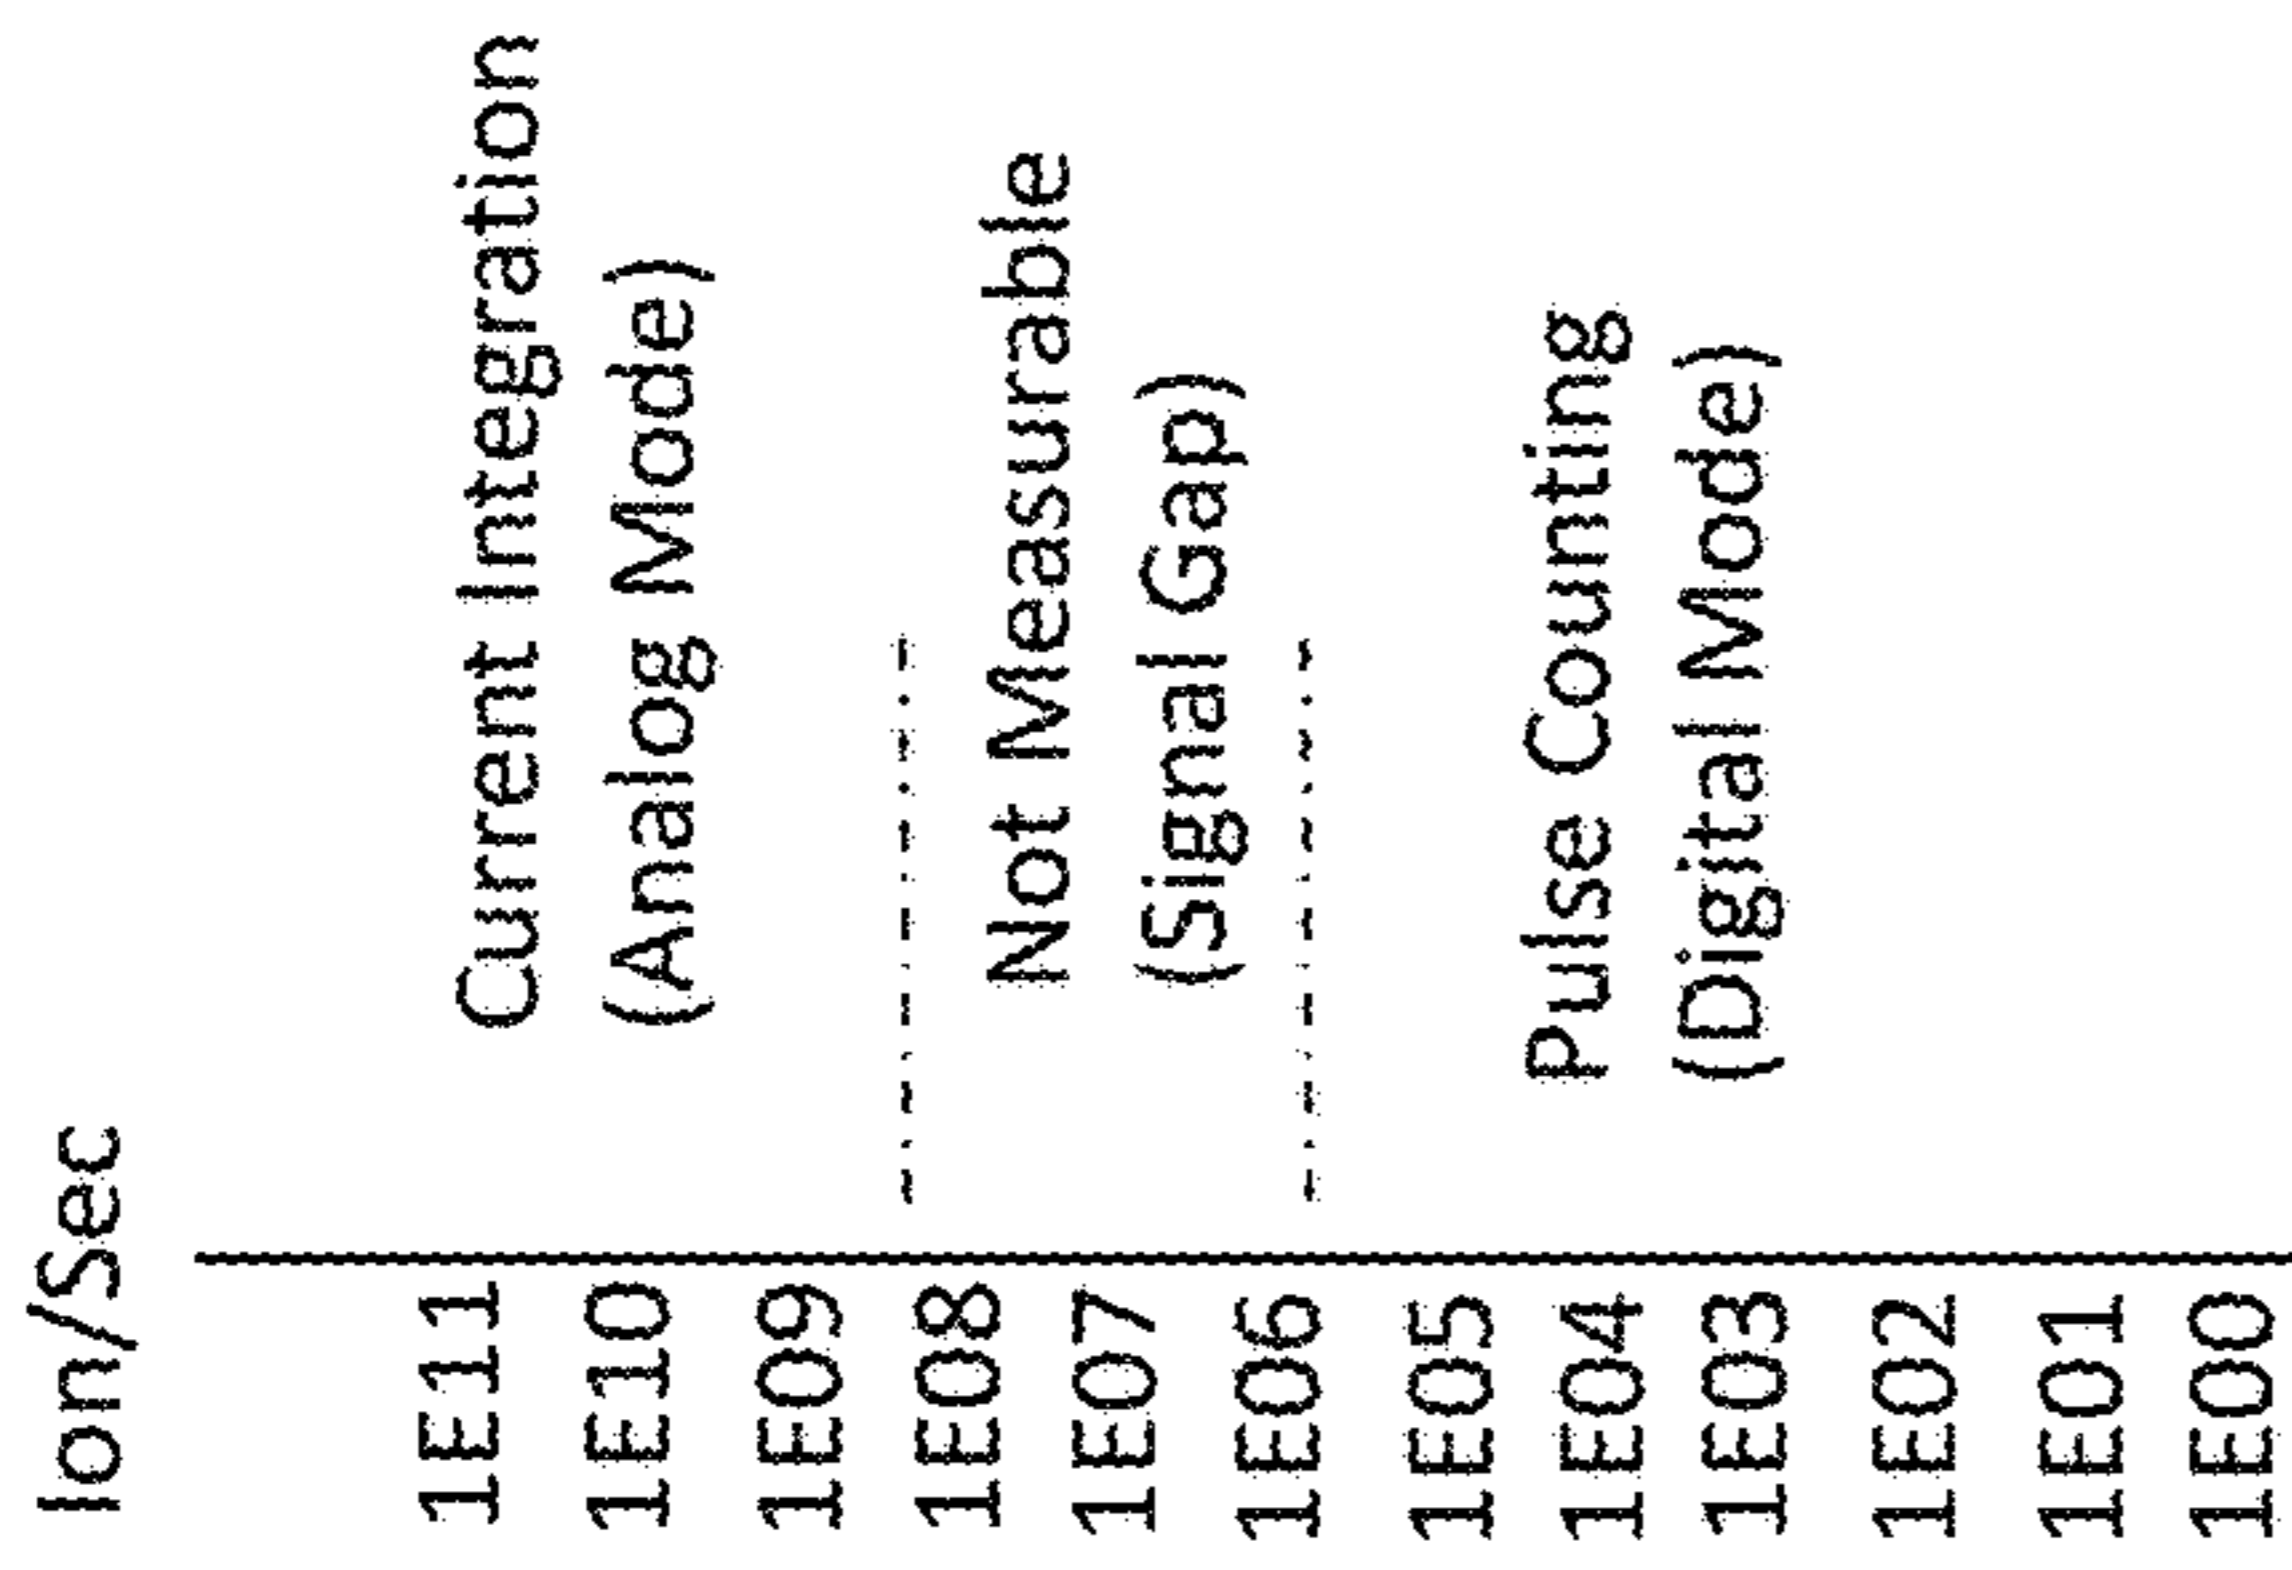 Ion/Sec
1E11
1E10
1E09
1E08
1E07
1E06
1E05
1E04
1E03
1E02
1E01
1E00
Current Integration
(Analog Mode)
Not Measurable
(Signal Gap)
Pulse Counting
(Digital Mode)